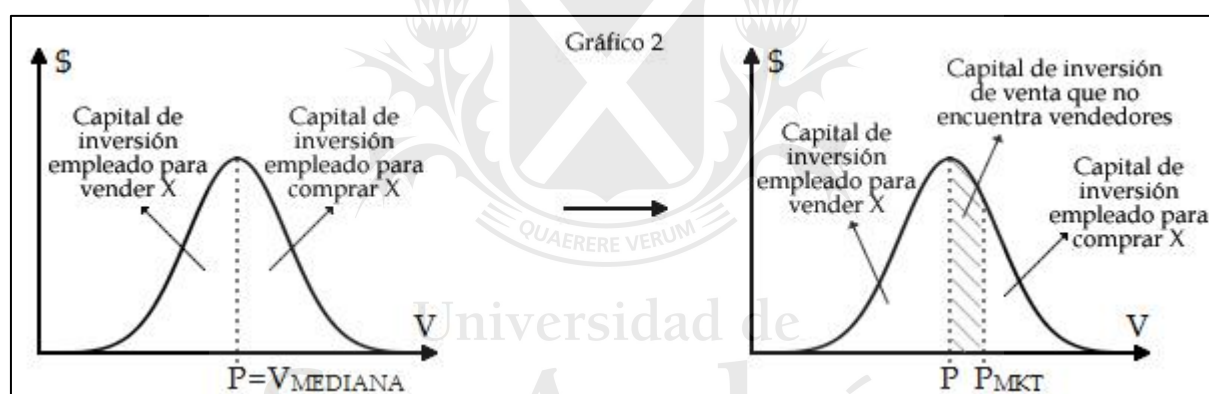 Gráfico 2
$
Capital de
inversión
empleado para
vender X
Capital de
inversión
empleado para
comprar X
V
P=VMEDIANA
$
Capital de
inversión
empleado para
vender X
Capital de inversión
de venta que no
encuentra vendedores
Capital de
inversión
empleado para
comprar X
V
P PMKT
QUAERERE VERUM
Universidad de